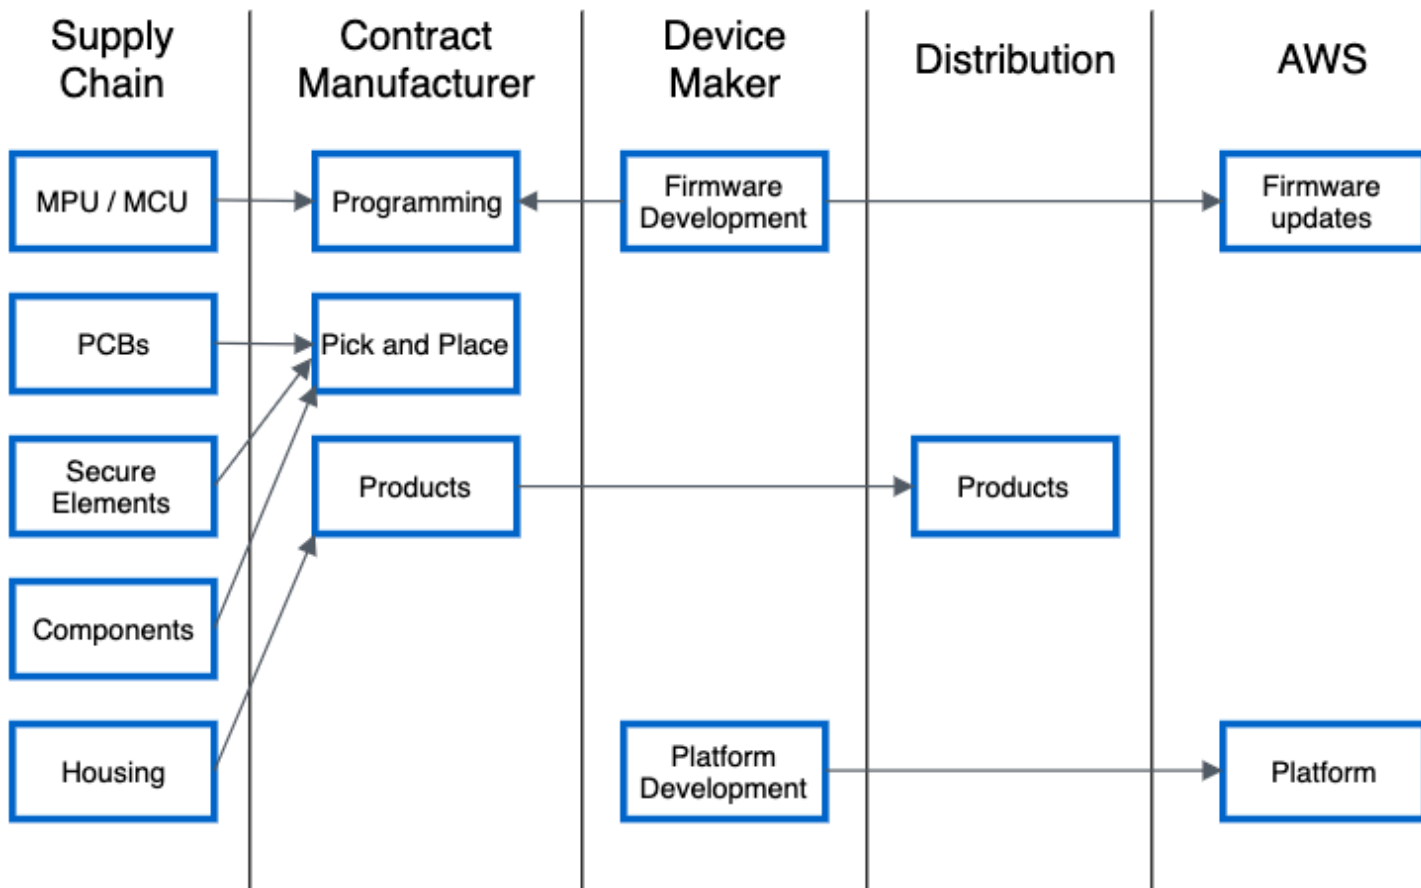 Supply
Chain
Contract
Manufacturer
Device
Maker
Distribution
AWS
MPU / MCU
Programming
Firmware
Development
Firmware
updates
PCBs
Pick and Place
Secure
Elements
Products
Products
Components
Housing
Platform
Development
Platform